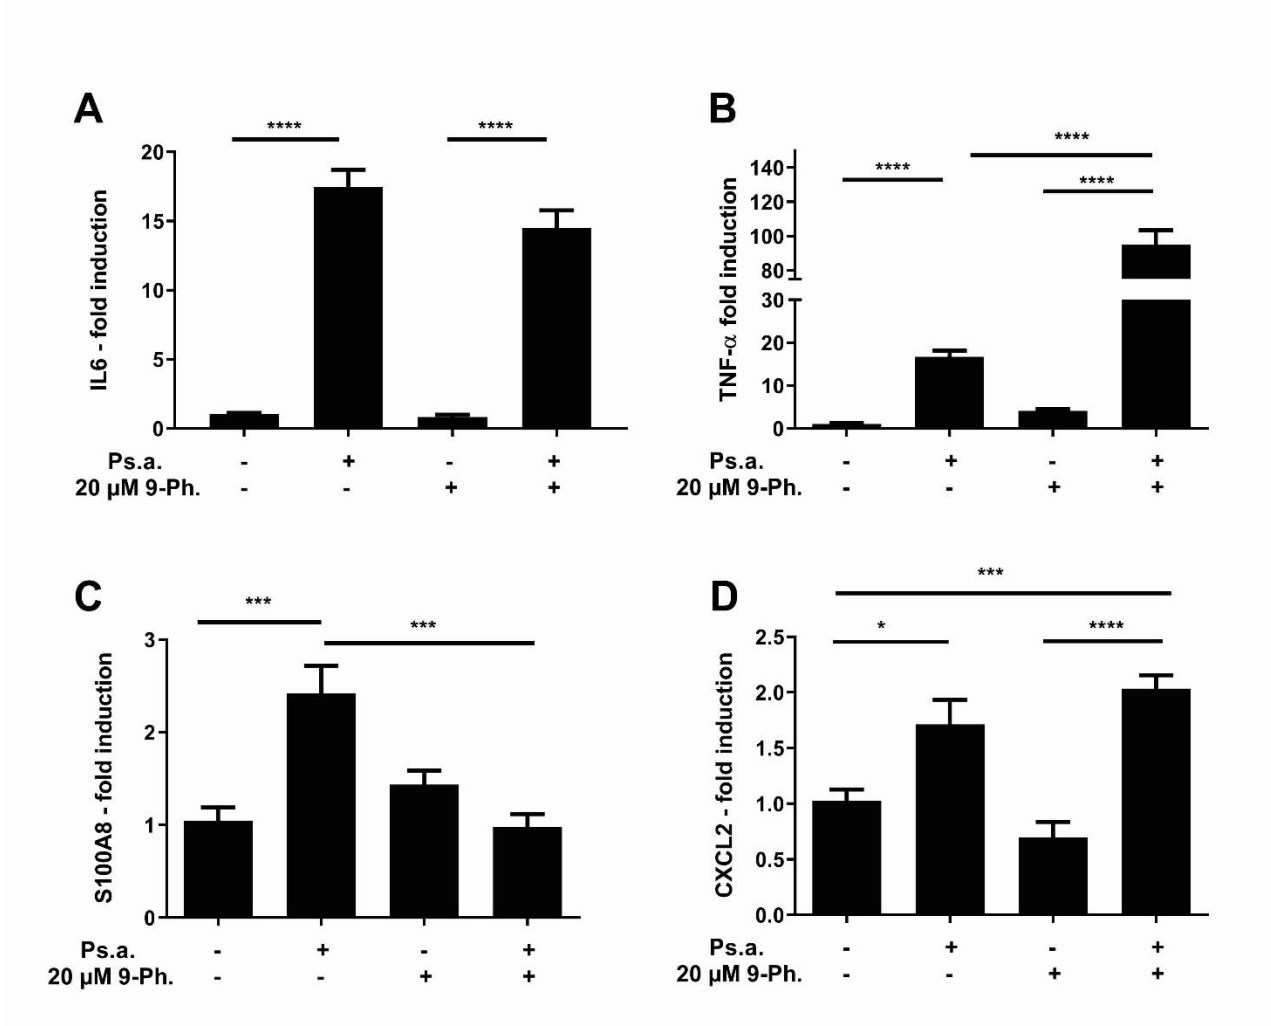 A
****
****
20
15
10
5
0
IL6 - fold induction
Ps.a. - + - +
20 µM 9-Ph. - - + +
B
****
****
****
140
120
100
80
30
20
10
0
TNF-α fold induction
Ps.a. - + - +
20 µM 9-Ph. - - + +
C
***
***
3
2
1
0
S100A8 - fold induction
Ps.a. - + - +
20 µM 9-Ph. - - + +
D
***
*
****
2.5
2.0
1.5
1.0
0.5
0.0
CXCL2 - fold induction
Ps.a. - + - +
20 µM 9-Ph. - - + +